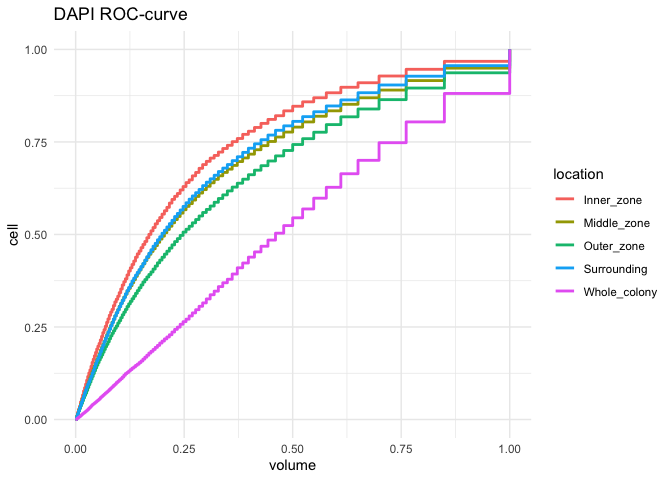 DAPI ROC-curve
1.00
0.75
0.50
0.25
0.00
cell
0.00 0.25 0.50 0.75 1.00
volume
location
Inner_zone
Middle_zone
Outer_zone
Surrounding
Whole_colony